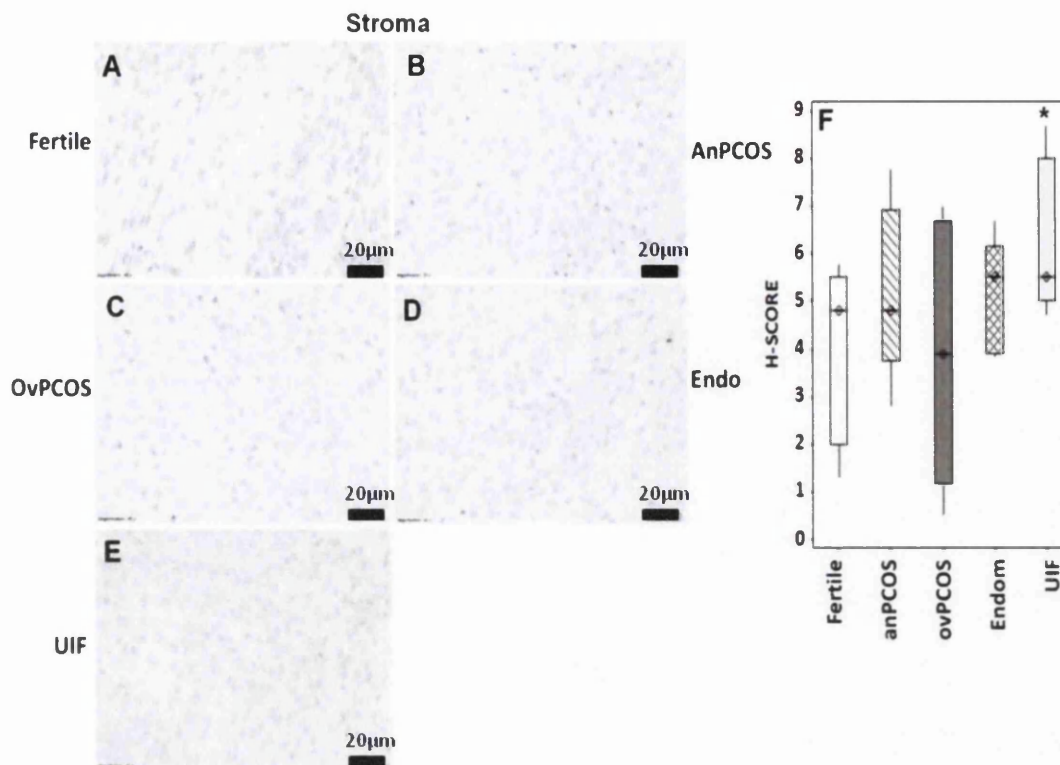 Stroma
A
B
Fertile
AnPCOS
20µm
20µm
C
D
OvPCOS
Endo
20µm
20µm
E
UIF
20µm
F
*
9
8
7
6
5
4
3
2
1
0
H-SCORE
Fertile
anPCOS
ovPCOS
Endom
UIF